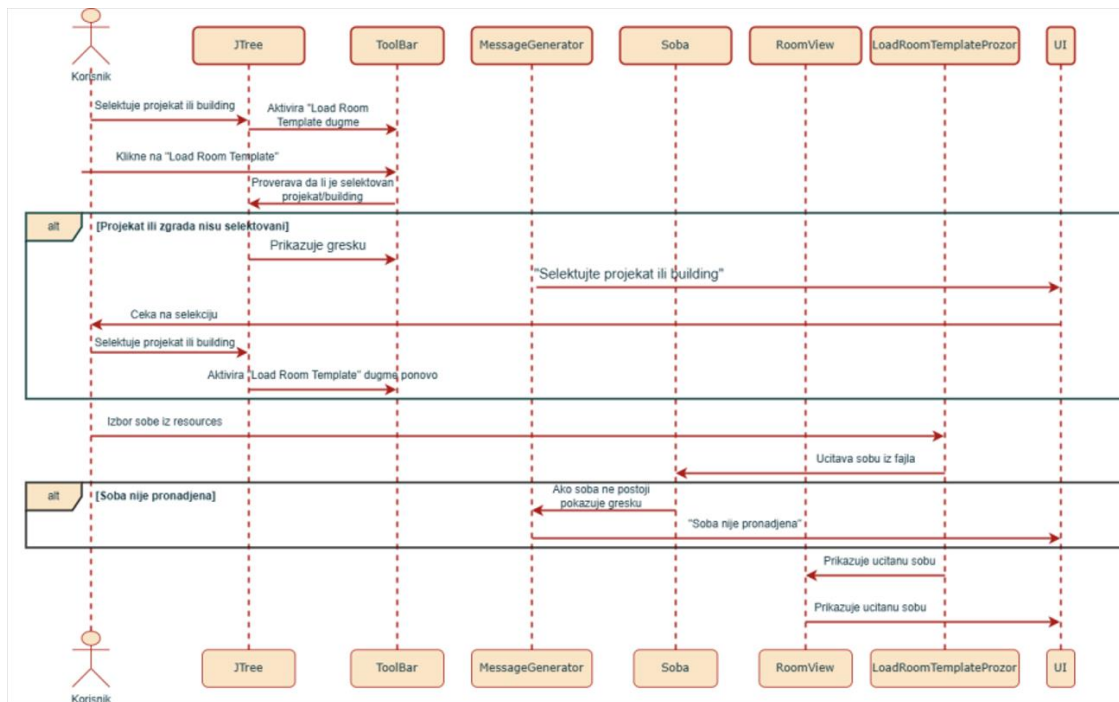 Korisnik
JTree
ToolBar
MessageGenerator
Soba
RoomView
LoadRoomTemplateProzor
UI
Selektuje projekat ili building
Aktivira "Load Room
Template dugme
Klikne na "Load Room Template"
Proverava da li je selektovan
projekat/building
alt
[Projekat ili zgrada nisu selektovani]
Prikazuje gresku
"Selektujte projekat ili building"
Ceka na selekciju
Selektuje projekat ili building
Aktivira "Load Room Template" dugme ponovo
Izbor sobe iz resources
Ucitava sobu iz fajla
alt
[Soba nije pronadjena]
Ako soba ne postoji
pokazuje gresku
"Soba nije pronadjena"
Prikazuje ucitanu sobu
Prikazuje ucitanu sobu
JTree
ToolBar
MessageGenerator
Soba
RoomView
LoadRoomTemplateProzor
UI
Korisnik